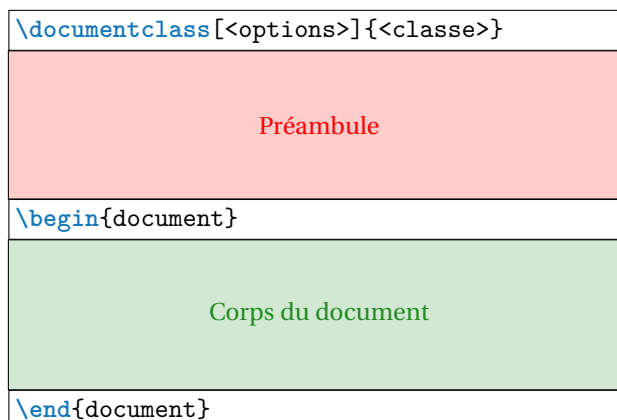 \documentclass[<options>]{<classe>}
Préambule
\begin{document}
Corps du document
\end{document}